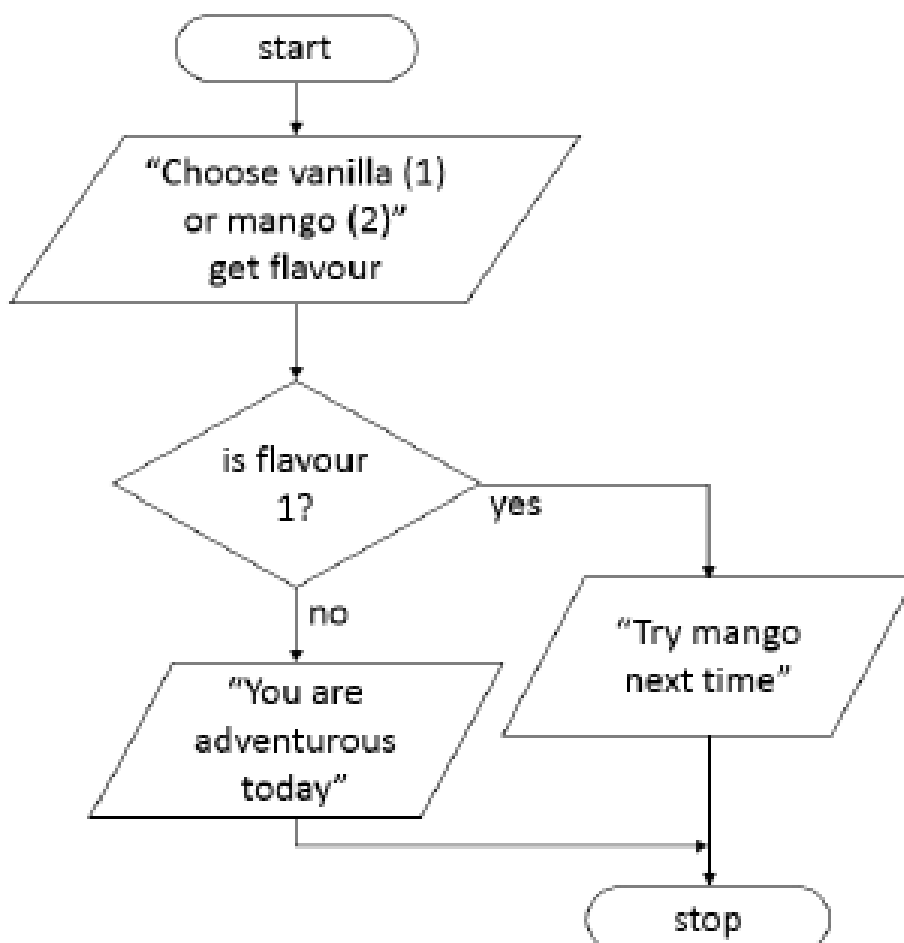 start
“Choose vanilla (1)
or mango (2)”
get flavour
is flavour
1?
yes
no
“Try mango
next time”
“You are
adventurous
today”
stop